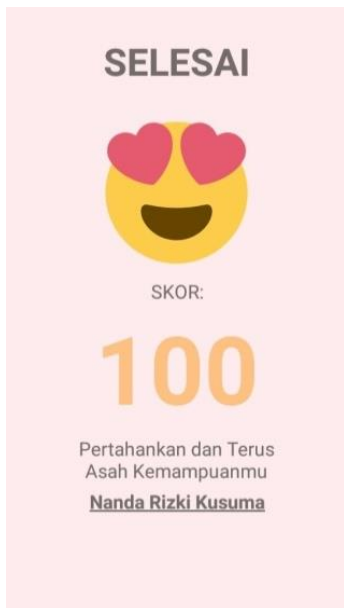 SELESAI
SKOR:
100
Pertahankan dan Terus
Asah Kemampuanmu
Nanda Rizki Kusuma